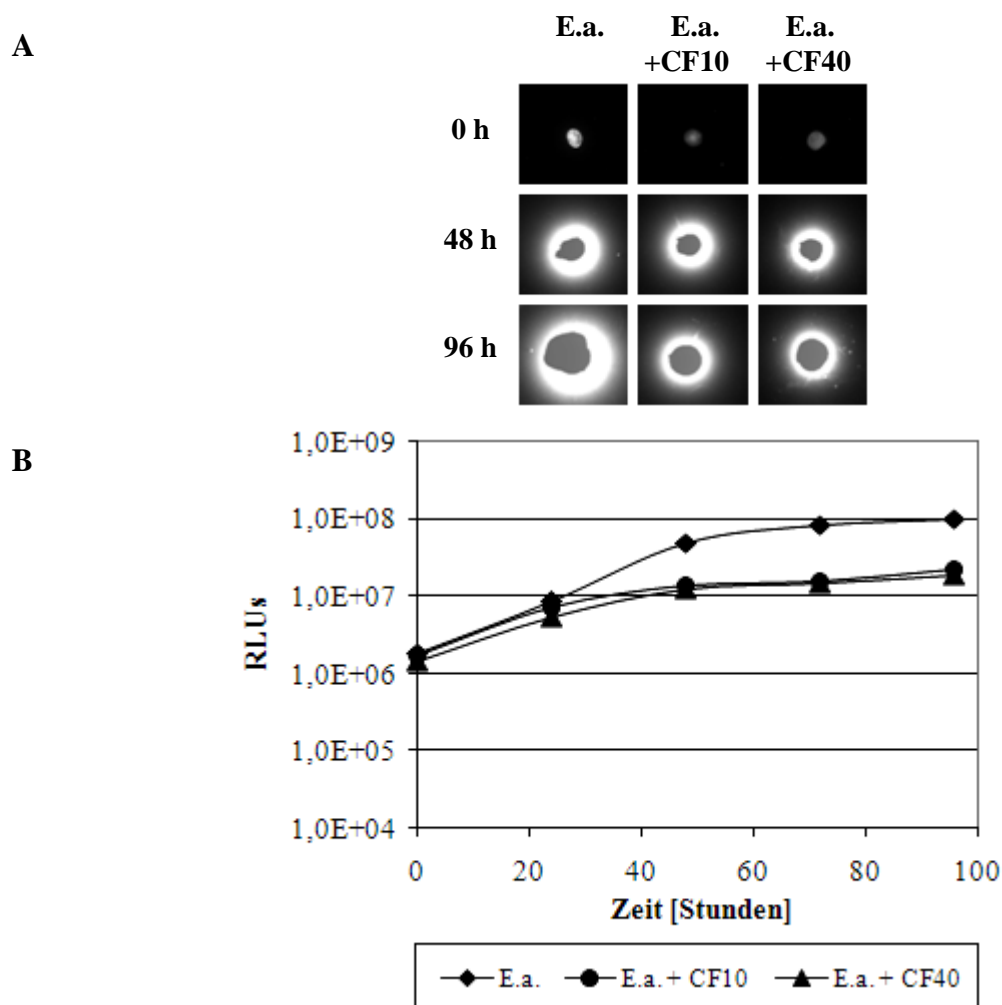 A
E.a. E.a. E.a.
+CF10 +CF40
0 h
48 h
96 h
B
1,0E+09
1,0E+08
1,0E+07
1,0E+06
1,0E+05
1,0E+04
RLUs
0 20 40 60 80 100
Zeit [Stunden]
E.a. E.a. + CF10 E.a. + CF40